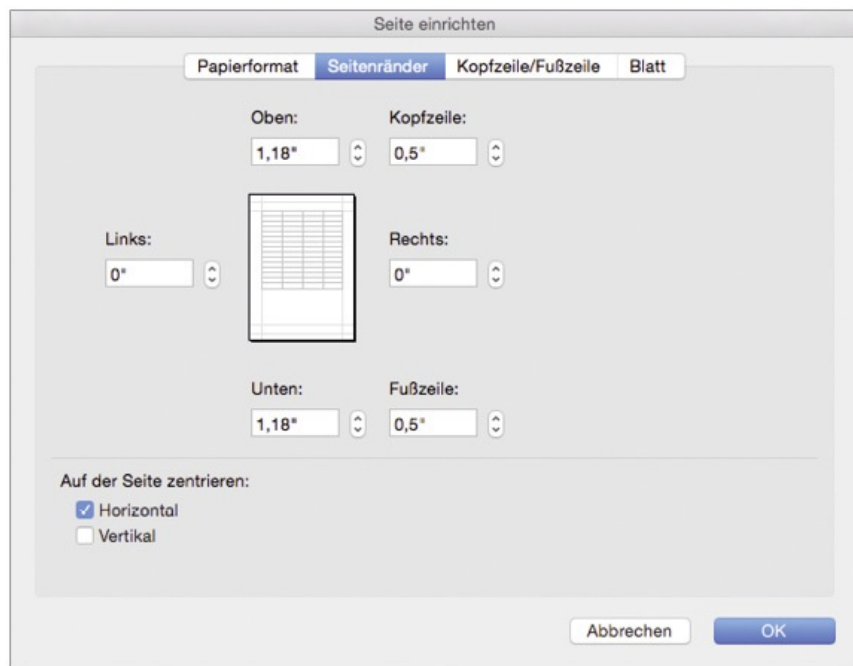 Seite einrichten
Papierformat Seitenränder Kopfzeile/Fußzeile Blatt
Oben: Kopfzeile:
1,18" 0,5"
Links: Rechts:
0" 0"
Unten: Fußzeile:
1,18" 0,5"
Auf der Seite zentrieren:
Horizontal
Vertikal
Abbrechen OK